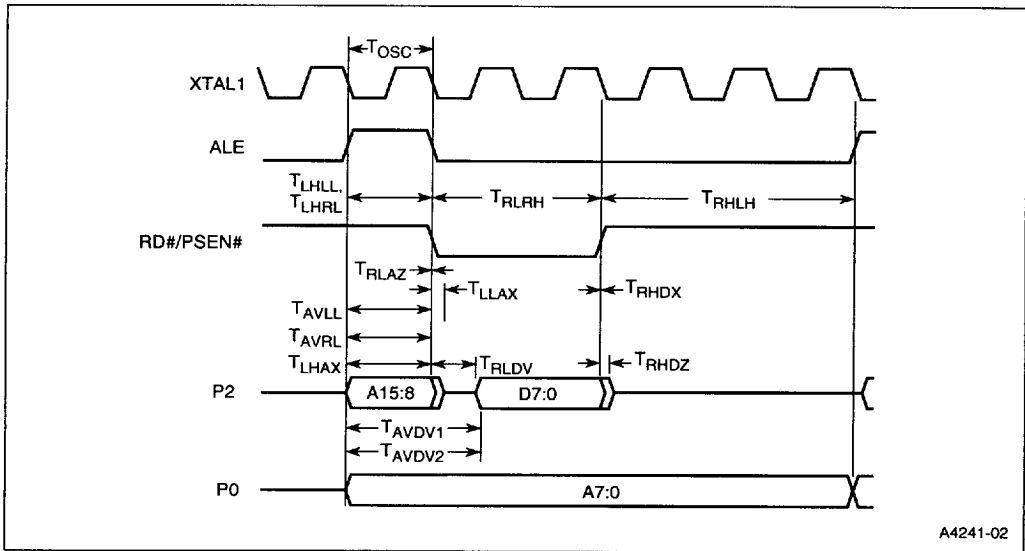 TOSC
XTAL1
ALE
TLHLL,
TLHRL
TRLRH
TRHLH
RD#/PSEN#
TRLAZ
TLLAX
TRHDX
TAVLL
TAVRL
TLHAX
TRLDV
TRHDZ
P2
A15:8
D7:0
TAVDV1
TAVDV2
P0
A7:0
A4241-02